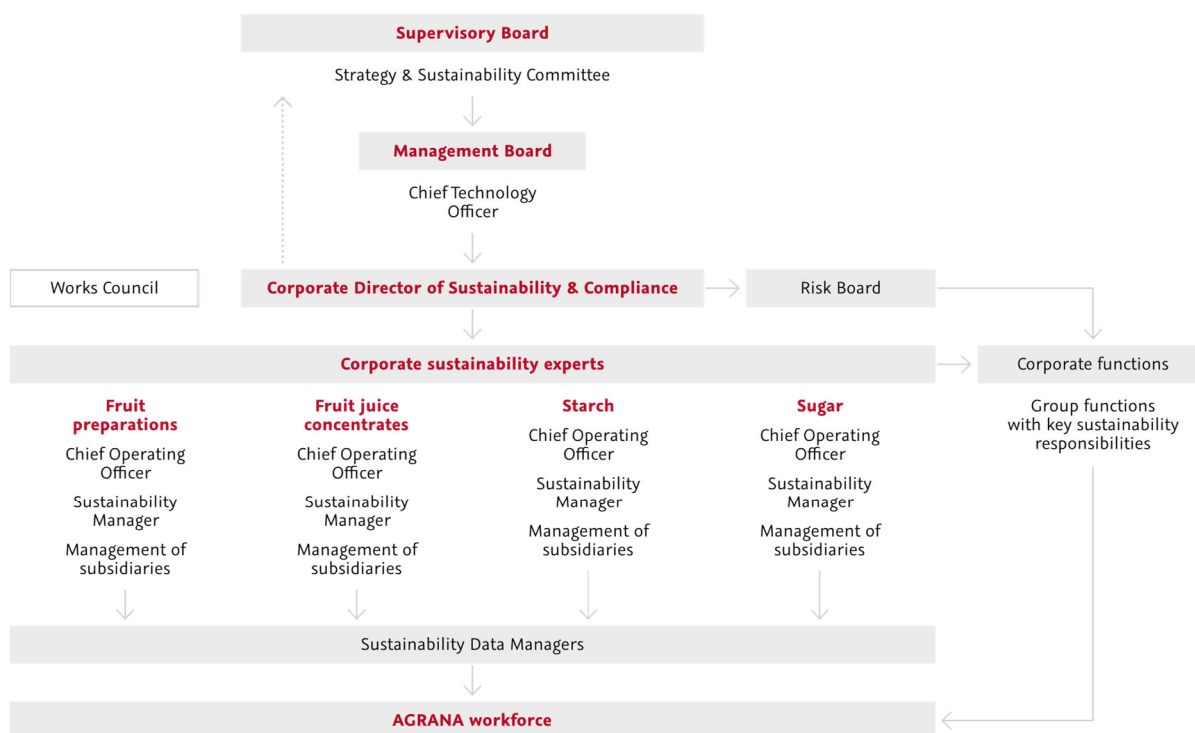 Supervisory Board
Strategy & Sustainability Committee
Management Board
Chief Technology
Officer
Works Council
Corporate Director of Sustainability & Compliance
Risk Board
Corporate sustainability experts
Corporate functions
Fruit
preparations
Chief Operating
Officer
Sustainability
Manager
Management of
subsidiaries
Fruit juice
concentrates
Chief Operating
Officer
Sustainability
Manager
Management of
subsidiaries
Starch
Chief Operating
Officer
Sustainability
Manager
Management of
subsidiaries
Sugar
Chief Operating
Officer
Sustainability
Manager
Management of
subsidiaries
Group functions
with key sustainability
responsibilities
Sustainability Data Managers
AGRANA workforce